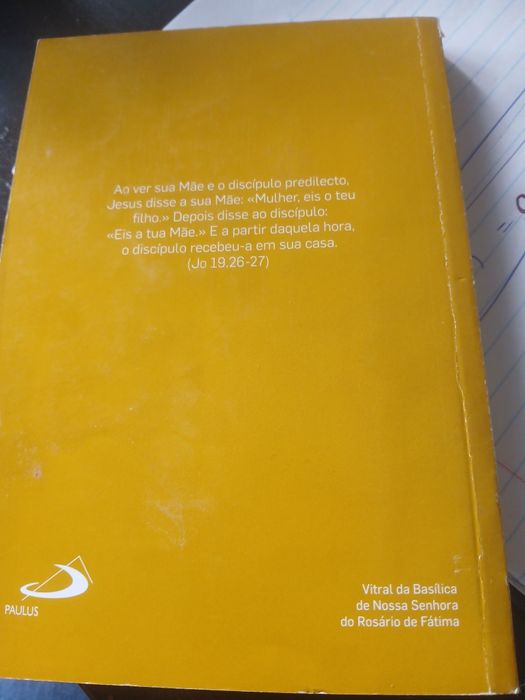 Ao ver sua Mãe e o discípulo predilecto,
Jesus disse a sua Mãe: «Mulher, eis o teu
filho.» Depois disse ao discípulo:
«Eis a tua Mãe.» E a partir daquela hora,
o discípulo recebeu-a em sua casa.
(Jo 19,26-27)
PAULUS
Vitral da Basílica
de Nossa Senhora
do Rosário de Fátima